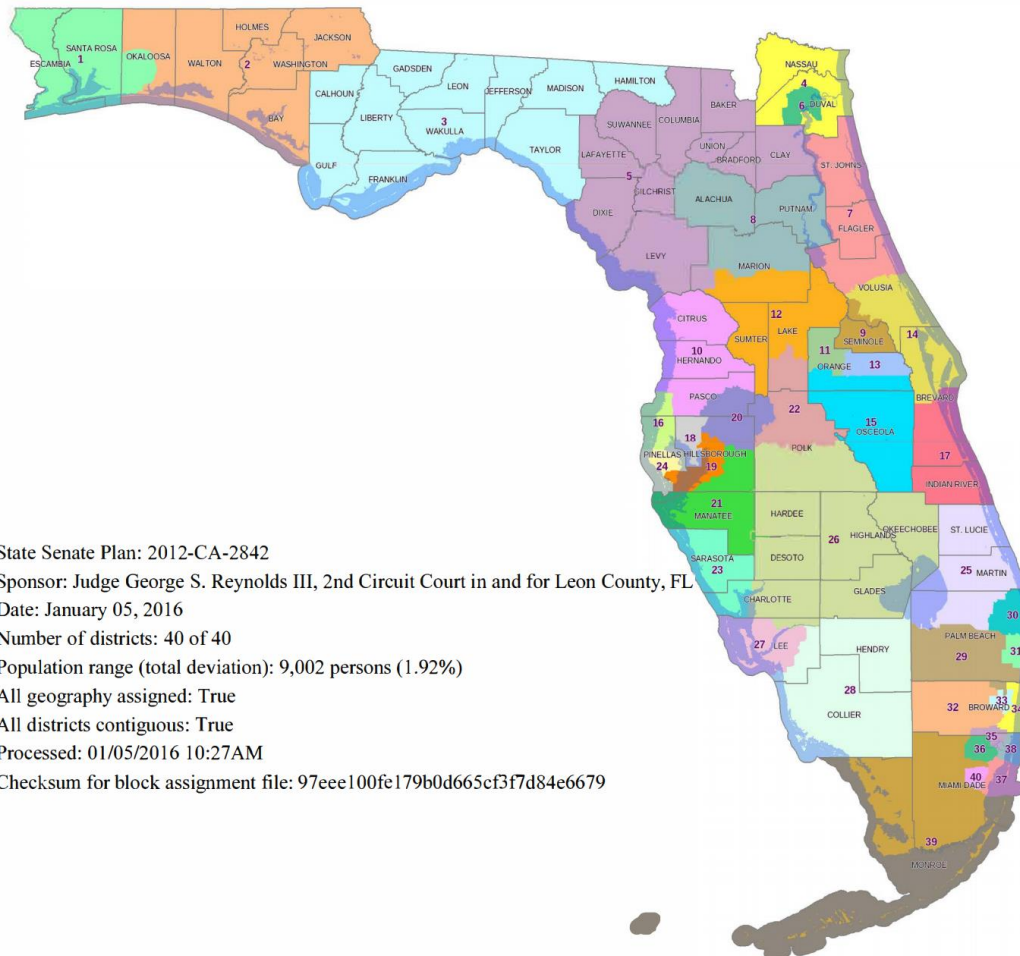 HOLMES
JACKSON
SANTA ROSA
1
ESCAMBIA
OKALOOSA
WALTON
2
WASHINGTON
BAY
GADSDEN
LEON
JEFFERSON
MADISON
HAMILTON
CALHOUN
LIBERTY
3
WAKULLA
TAYLOR
GULF
FRANKLIN
NASSAU
4
6
DUVAL
BAKER
COLUMBIA
SUWANNEE
UNION
BRADFORD
CLAY
LAFAYETTE
ST. JOHNS
5
GILCHRIST
ALACHUA
PUTNAM
8
7
DIXIE
FLAGLER
LEVY
MARION
VOLUSIA
CITRUS
12
LAKE
SUMTER
9
SEMINOLE
14
10
HERNANDO
11
ORANGE
13
PASCO
BREVARD
16
20
22
15
OSCEOLA
18
PINELLAS
HILLSBOROUGH
POLK
24
19
17
INDIAN RIVER
21
MANATEE
HARDEE
OKEECHOBEE
ST. LUCIE
HIGHLANDS
26
SARASOTA
23
DESOTO
25
MARTIN
CHARLOTTE
GLADES
30
27
LEE
HENDRY
PALM BEACH
29
31
28
COLLIER
32
BROWARD
33
34
35
36
38
40
37
MIAMI-DADE
39
MONROE
State Senate Plan: 2012-CA-2842
Sponsor: Judge George S. Reynolds III, 2nd Circuit Court in and for Leon County, FL
Date: January 05, 2016
Number of districts: 40 of 40
Population range (total deviation): 9,002 persons (1.92%)
All geography assigned: True
All districts contiguous: True
Processed: 01/05/2016 10:27AM
Checksum for block assignment file: 97eee100fe179b0d665cf3f7d84e6679